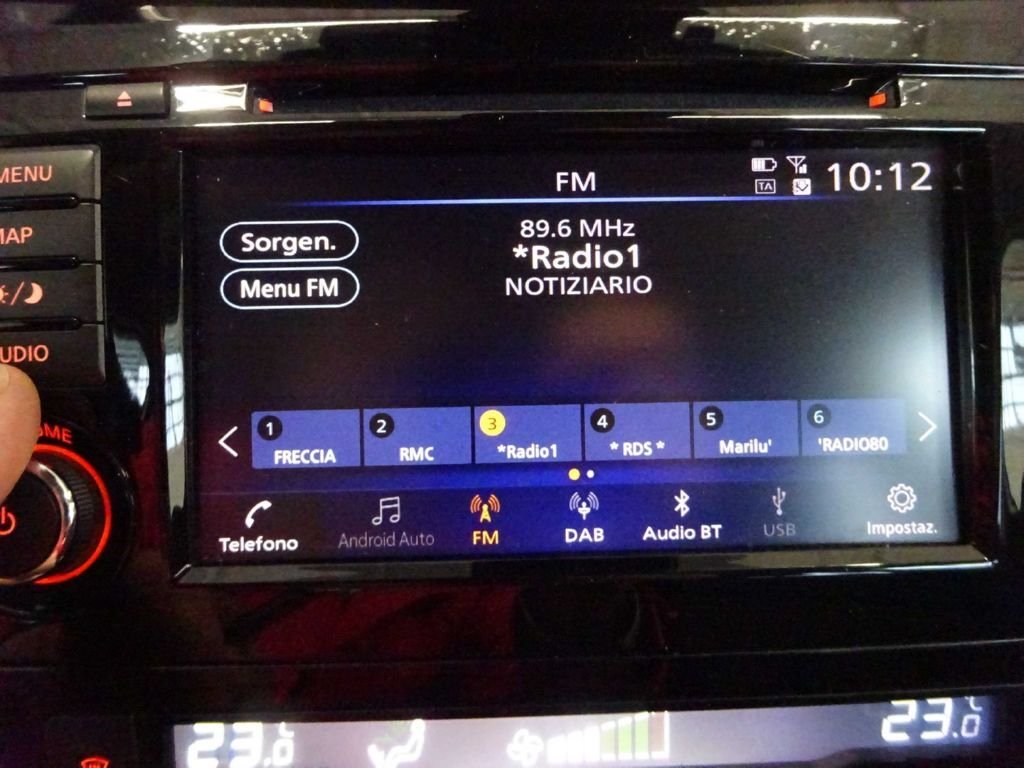 MENU
FM
TA
10:12
MAP
Sorgen.
89.6 MHz
*Radio1
Menu FM
NOTIZIARIO
AUDIO
1
2
3
4
5
6
FRECCIA
RMC
*Radio1
* RDS *
Marilu'
'RADIO80
Telefono
Android Auto
FM
DAB
Audio BT
USB
Impostaz.
23.0°C
23.0°C